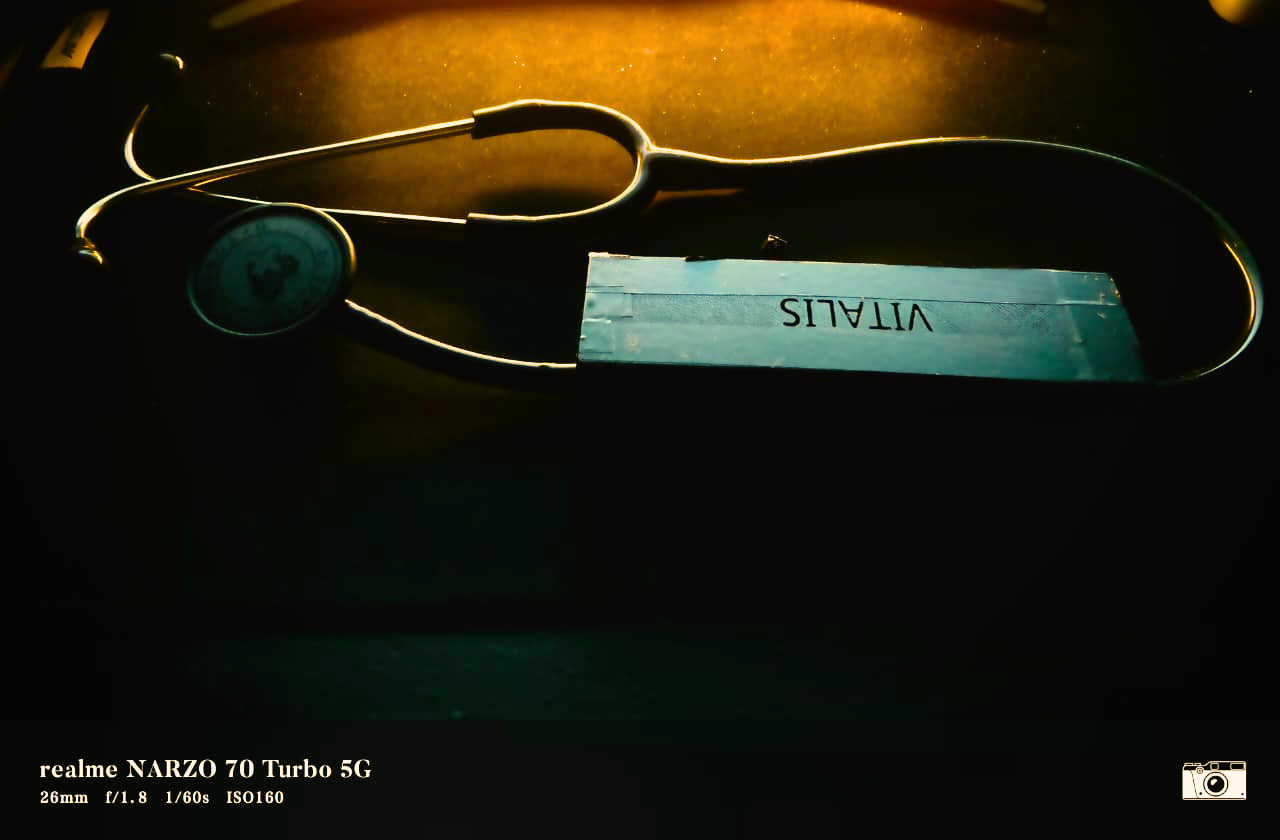 VITALIS
realme NARZO 70 Turbo 5G
26mm f/1.8 1/60s ISO160